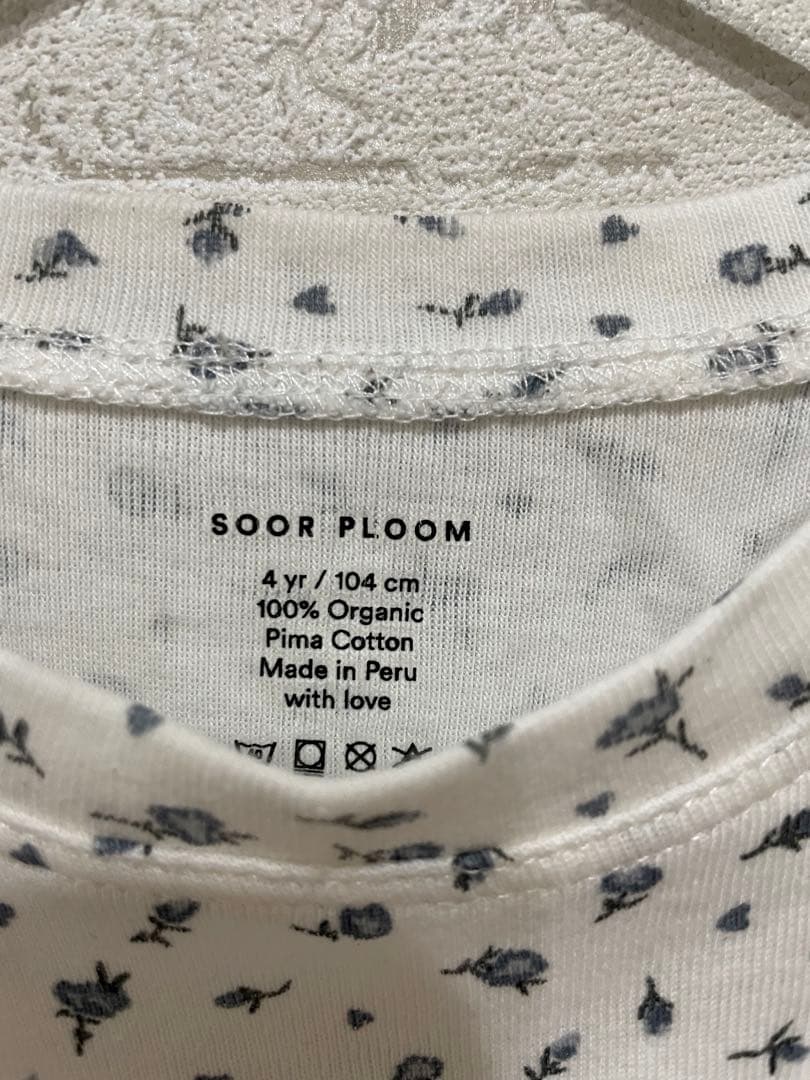 SOOR PLOOM
4 yr / 104 cm
100% Organic
Pima Cotton
Made in Peru
with love